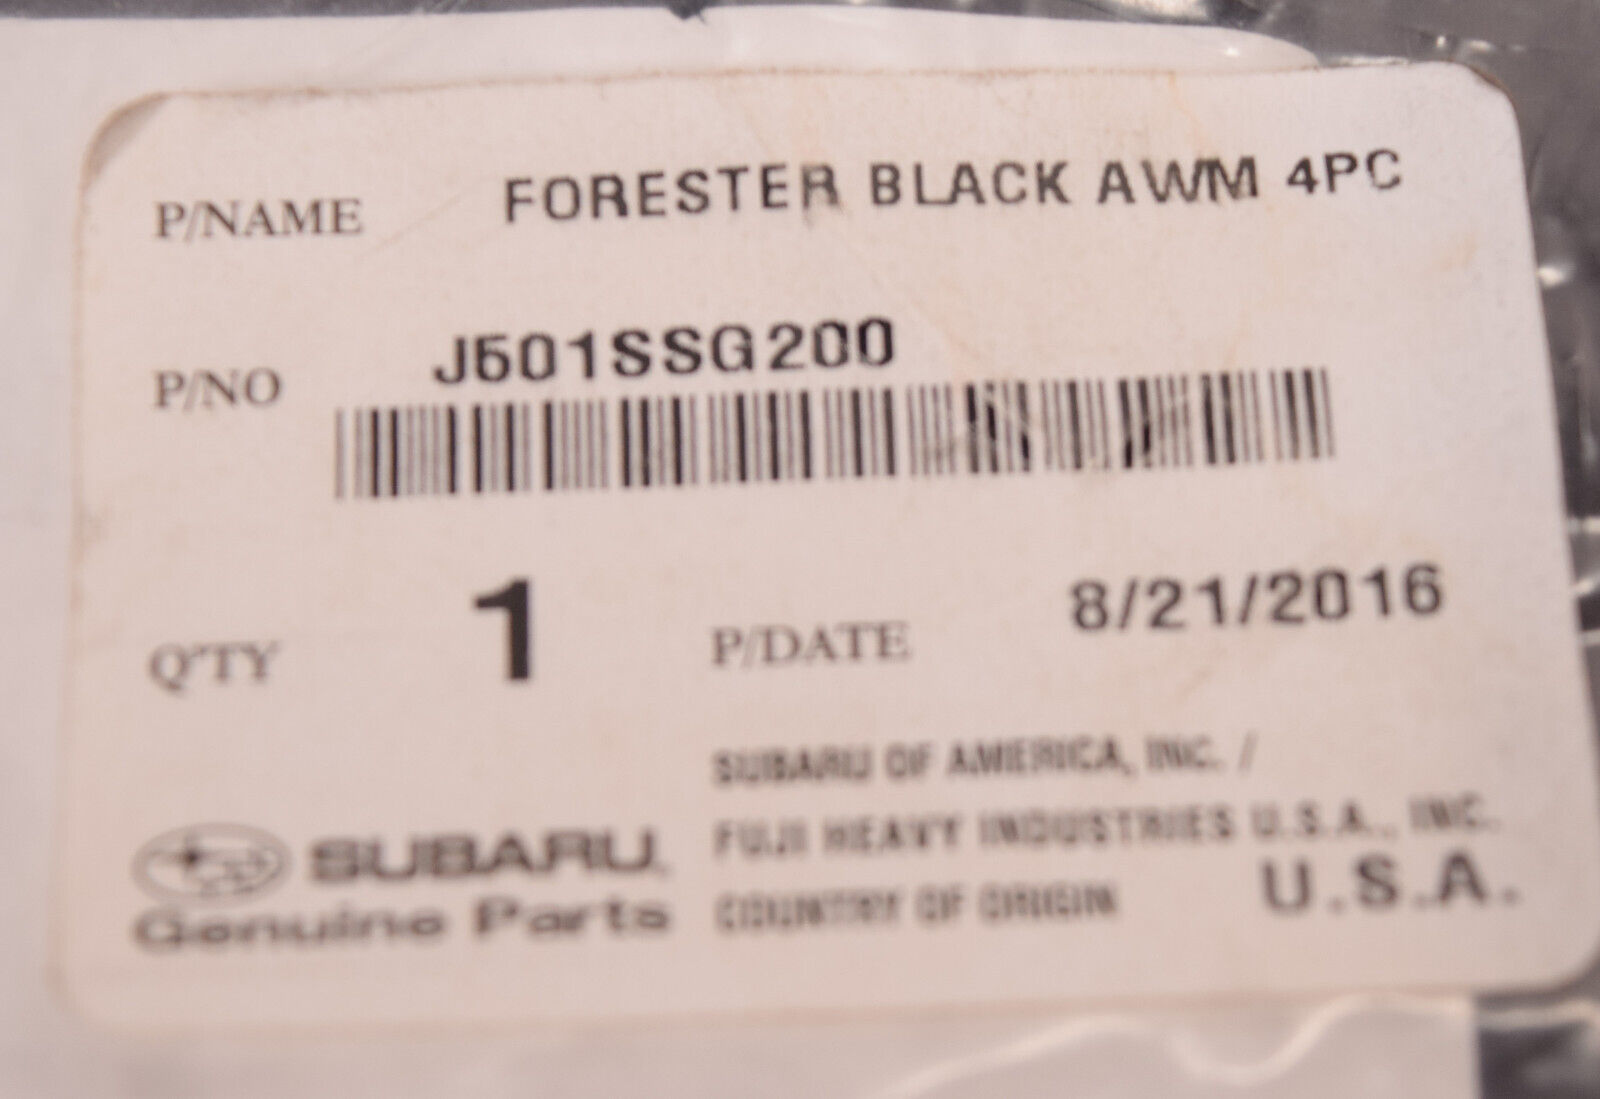 P/NAME FORESTER BLACK AWM 4PC
P/NO J501SSG200
Q'TY 1 P/DATE 8/21/2016
SUBARU OF AMERICA, INC. /
FUJI HEAVY INDUSTRIES U.S.A., INC.
COUNTRY OF ORIGIN U.S.A.
SUBARU
Genuine Parts